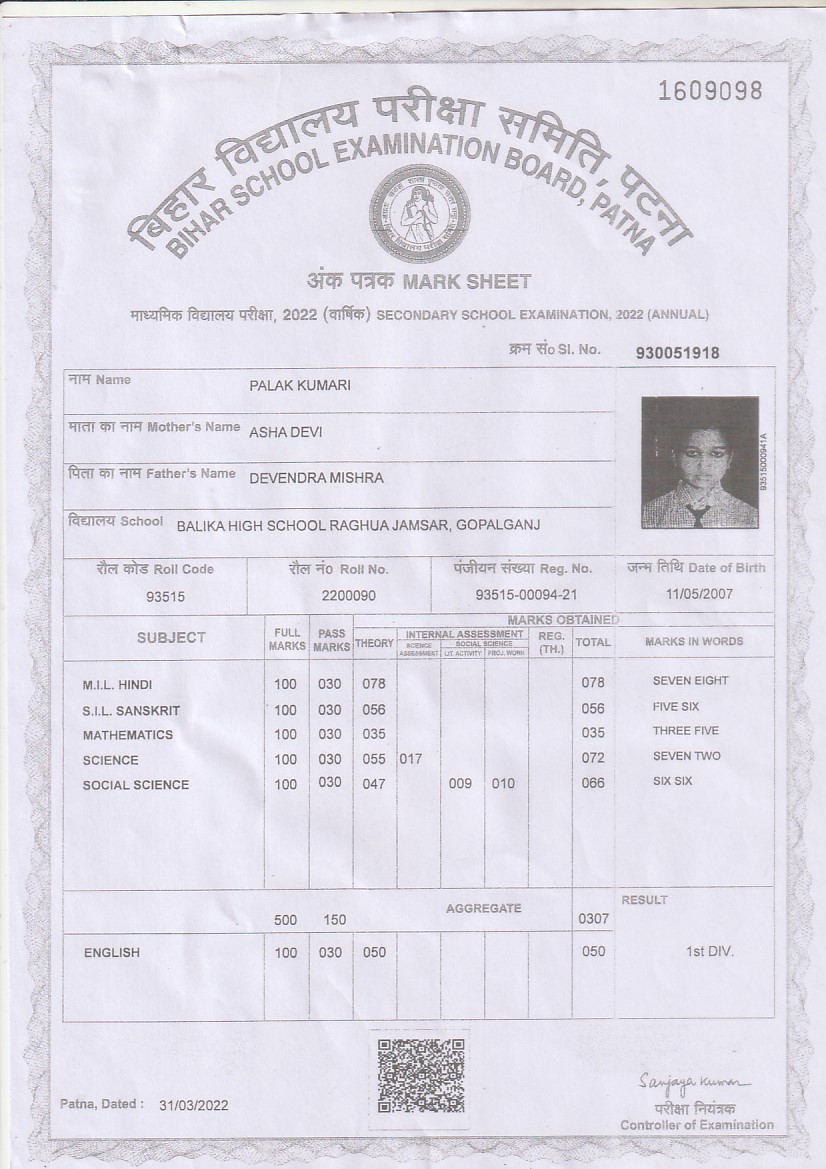 1609098
बिहार विद्यालय परीक्षा समिति, पटना
BIHAR SCHOOL EXAMINATION BOARD, PATNA
अंक पत्रक MARK SHEET
माध्यमिक विद्यालय परीक्षा, 2022 (वार्षिक) SECONDARY SCHOOL EXAMINATION, 2022 (ANNUAL)
क्रम सं० Sl. No. 930051918
नाम Name PALAK KUMARI
माता का नाम Mother's Name ASHA DEVI
पिता का नाम Father's Name DEVENDRA MISHRA
विद्यालय School BALIKA HIGH SCHOOL RAGHUA JAMSAR, GOPALGANJ
935150000941A
रौल कोड Roll Code रौल नं० Roll No. पंजीयन संख्या Reg. No. जन्म तिथि Date of Birth
93515 2200090 93515-00094-21 11/05/2007
MARKS OBTAINED
SUBJECT FULL MARKS PASS MARKS THEORY INTERNAL ASSESSMENT REG. (TH.) TOTAL MARKS IN WORDS
SCIENCE ASSESSMENT SOCIAL SCIENCE
LIT. ACTIVITY PROJ. WORK
M.I.L. HINDI 100 030 078 078 SEVEN EIGHT
S.I.L. SANSKRIT 100 030 056 056 FIVE SIX
MATHEMATICS 100 030 035 035 THREE FIVE
SCIENCE 100 030 055 017 072 SEVEN TWO
SOCIAL SCIENCE 100 030 047 009 010 066 SIX SIX
500 150 AGGREGATE 0307 RESULT
ENGLISH 100 030 050 050 1st DIV.
Sanjaya Kumar
Patna, Dated : 31/03/2022
परीक्षा नियंत्रक
Controller of Examination